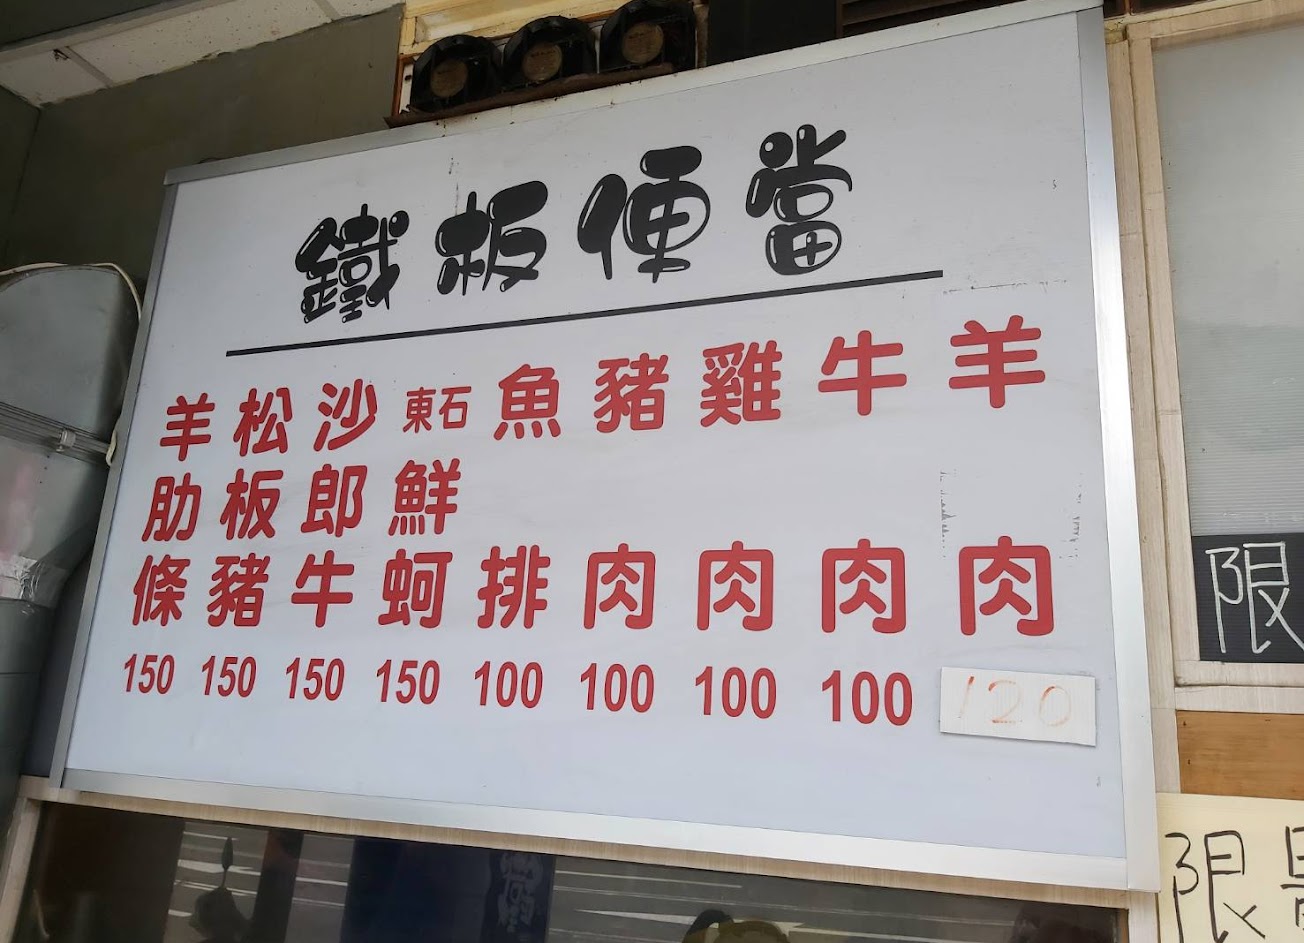 鐵板便當
羊肉 120
牛肉 100
雞肉 100
豬肉 100
魚排 100
東石鮮蚵 150
沙郎牛 150
松板豬 150
羊肋條 150
限
限